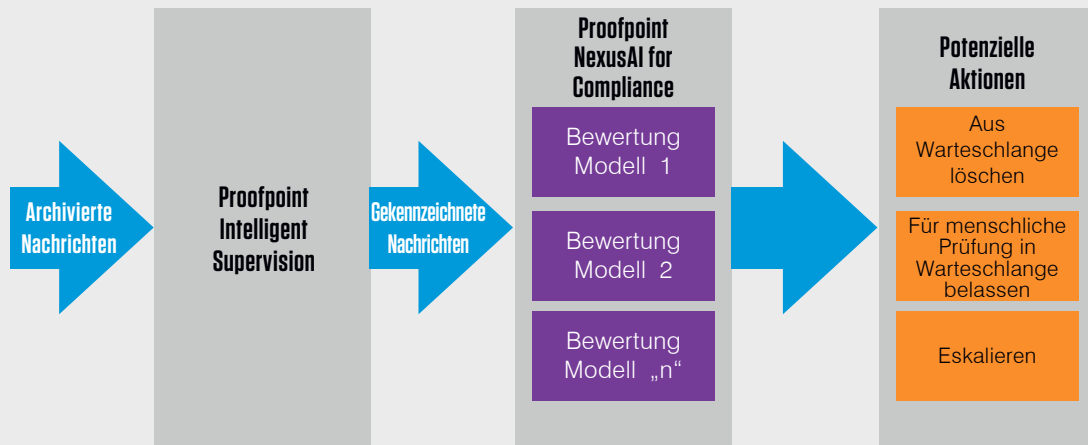 Archivierte
Nachrichten
Proofpoint
Intelligent
Supervision
Gekennzeichnete
Nachrichten
Proofpoint
NexusAI for
Compliance
Bewertung
Modell 1
Bewertung
Modell 2
Bewertung
Modell „n“
Potenzielle
Aktionen
Aus
Warteschlange
löschen
Für menschliche
Prüfung in
Warteschlange
belassen
Eskalieren